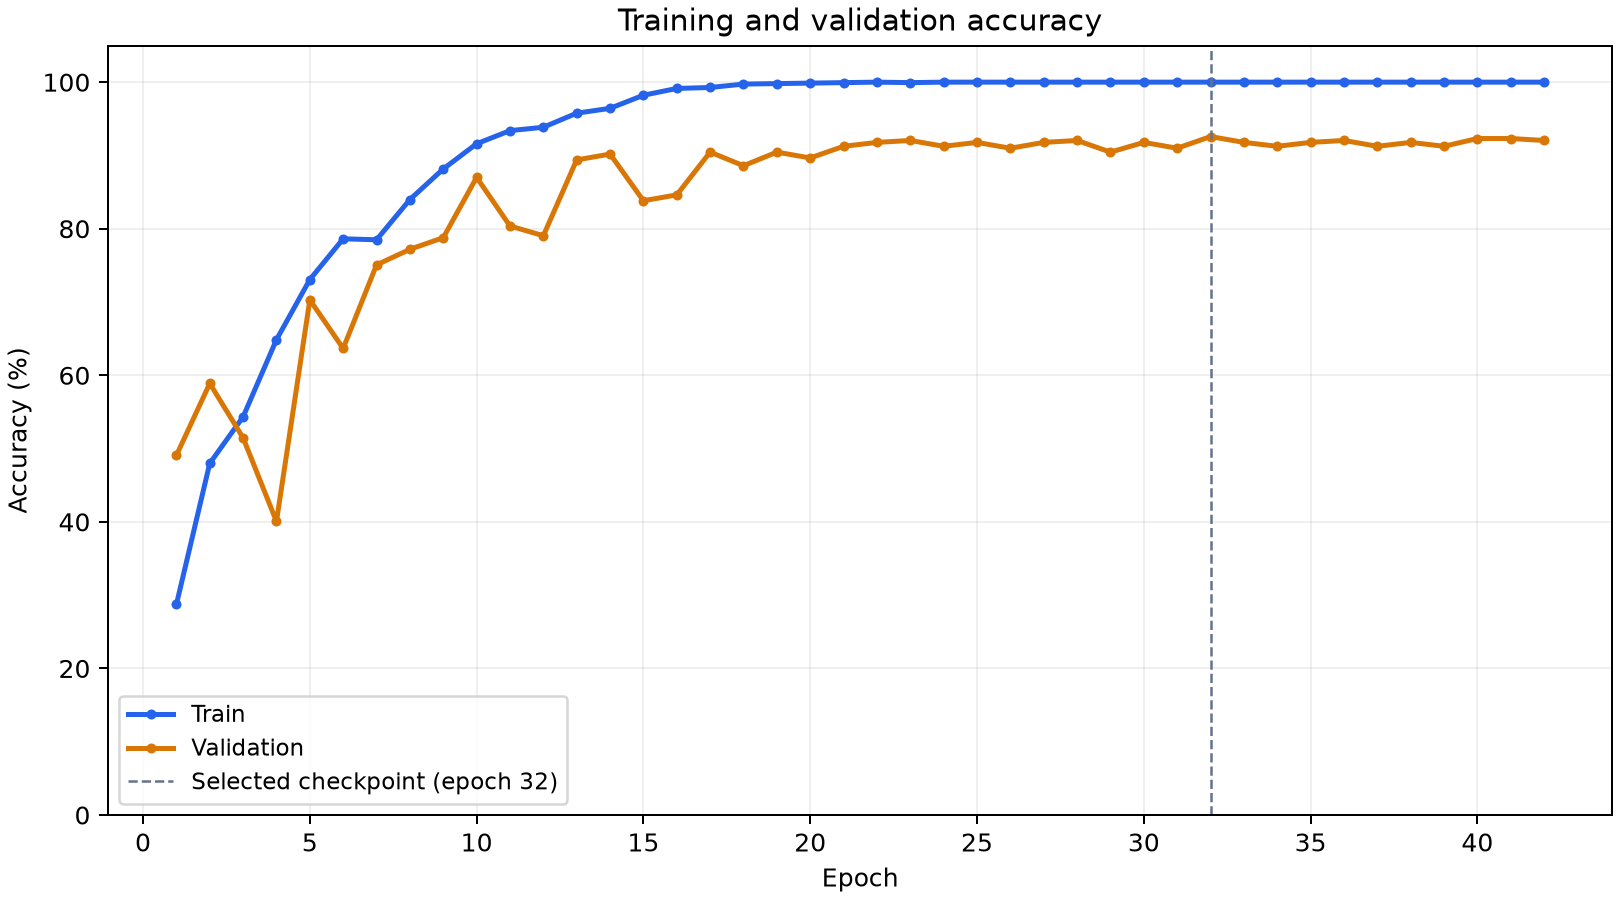 Training and validation accuracy
Accuracy (%)
100
80
60
40
20
0
Train
Validation
Selected checkpoint (epoch 32)
0 5 10 15 20 25 30 35 40
Epoch